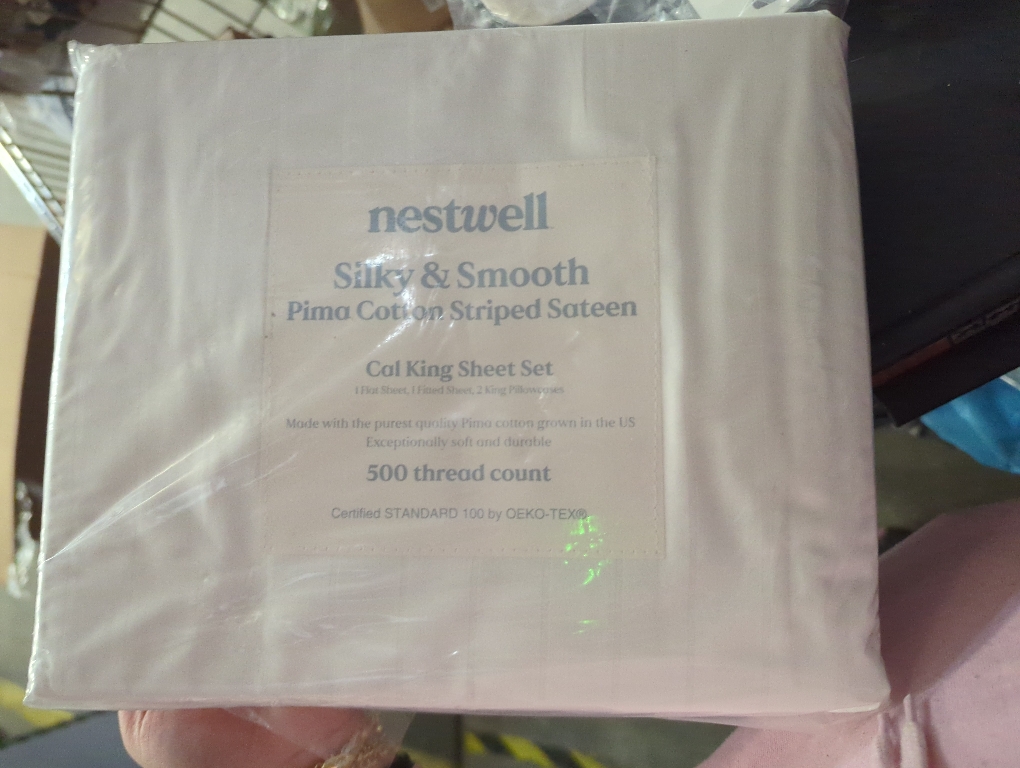 nestwell
Silky & Smooth
Pima Cotton Striped Sateen
Cal King Sheet Set
1 Flat Sheet, 1 Fitted Sheet, 2 King Pillowcases
Made with the purest quality Pima cotton grown in the US
Exceptionally soft and durable
500 thread count
Certified STANDARD 100 by OEKO-TEX®